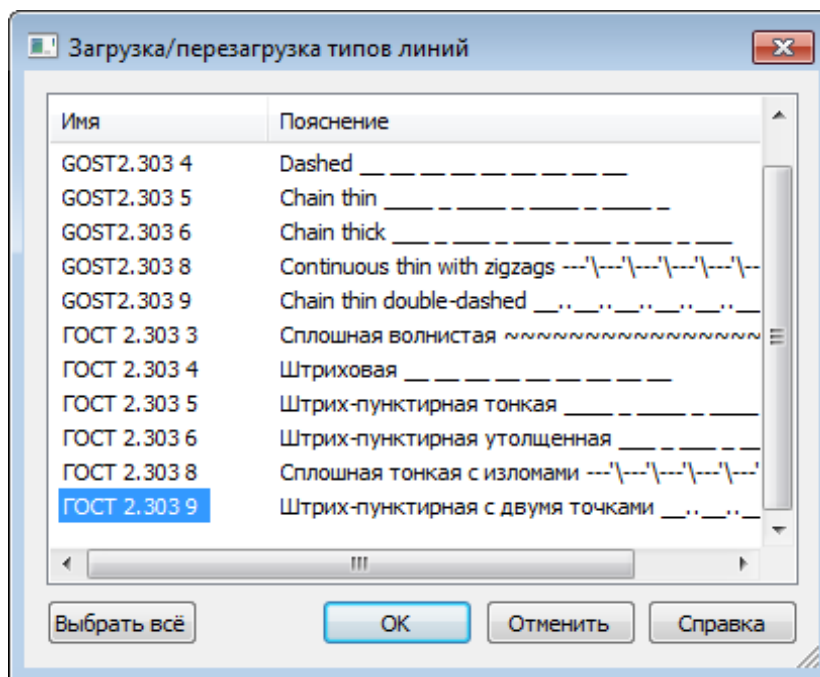 Загрузка/перезагрузка типов линий
Имя Пояснение
GOST2.303 4 Dashed __ __ __ __ __ __ __ __ __
GOST2.303 5 Chain thin ____ _ ____ _ ____ _ ____ _
GOST2.303 6 Chain thick ___ _ ___ _ ___ _ ___ _ ___
GOST2.303 8 Continuous thin with zigzags ---'\---'\---'\---'\---'\--
GOST2.303 9 Chain thin double-dashed __..__..__..__..__..__
ГОСТ 2.303 3 Сплошная волнистая ~~~~~~~~~~~~~~~~~
ГОСТ 2.303 4 Штриховая __ __ __ __ __ __ __ __ __
ГОСТ 2.303 5 Штрих-пунктирная тонкая ____ _ ____ _ ____
ГОСТ 2.303 6 Штрих-пунктирная утолщенная ___ _ ___ _ __
ГОСТ 2.303 8 Сплошная тонкая с изломами ---'\---'\---'\---'\---'
ГОСТ 2.303 9 Штрих-пунктирная с двумя точками __..__..__
Выбрать всё OK Отменить Справка